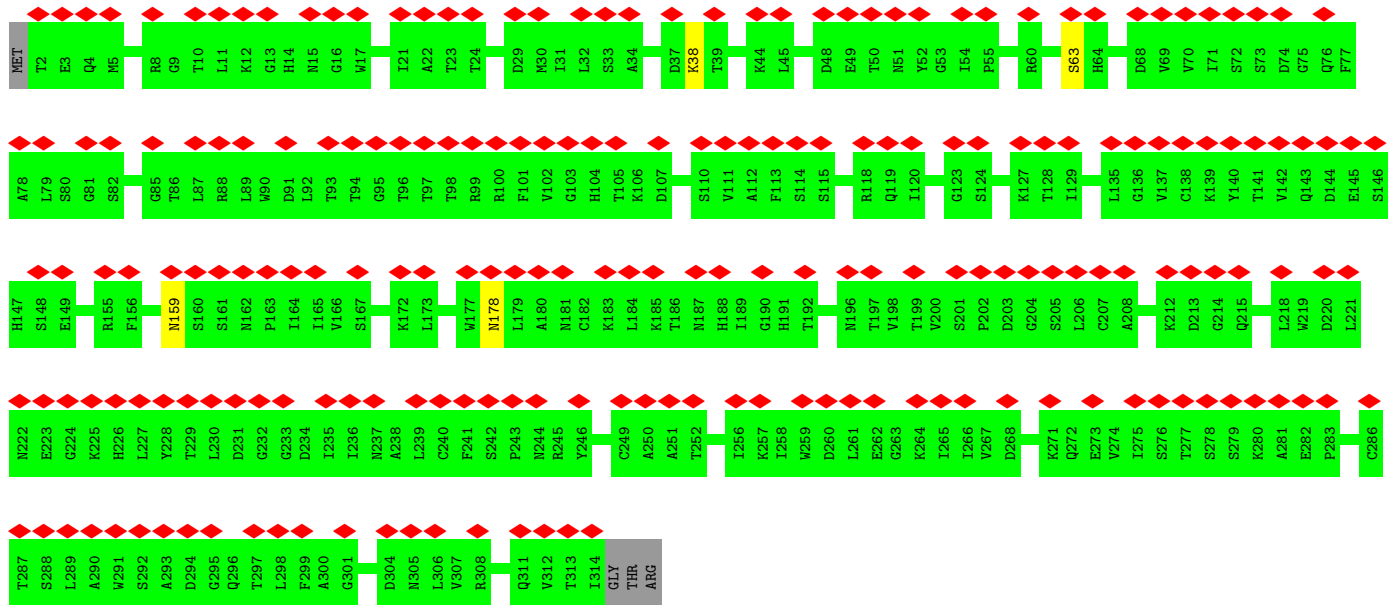 MET T2 E3 Q4 M5 R8 G9 T10 L11 K12 G13 H14 N15 G16 W17 I21 A22 T23 T24 D29 M30 I31 L32 S33 A34 D37 K38 T39 K44 L45 D48 E49 T50 N51 Y52 G53 I54 P55 R60 S63 H64 D68 V69 V70 I71 S72 S73 D74 G75 Q76 F77
A78 L79 S80 G81 S82 G85 T86 L87 R88 L89 W90 D91 L92 T93 T94 G95 T96 T97 T98 R99 R100 F101 V102 G103 H104 T105 K106 D107 S110 V111 A112 F113 S114 S115 R118 Q119 I120 G123 S124 K127 T128 I129 L135 G136 V137 C138 K139 Y140 T141 V142 Q143 D144 E145 S146
H147 S148 E149 R155 F156 N159 S160 S161 N162 P163 I164 I165 V166 S167 K172 L173 W177 N178 L179 A180 N181 C182 K183 L184 K185 T186 N187 H188 I189 G190 H191 T192 N196 T197 V198 T199 V200 S201 P202 D203 G204 S205 L206 C207 A208 K212 D213 G214 Q215 L218 W219 D220 L221
N222 E223 G224 K225 H226 L227 Y228 T229 L230 D231 G232 G233 D234 I235 I236 N237 A238 L239 C240 F241 S242 P243 N244 R245 Y246 C249 A250 A251 T252 I256 K257 I258 W259 D260 L261 E262 G263 K264 I265 I266 V267 D268 K271 Q272 E273 V274 I275 S276 T277 S278 S279 K280 A281 E282 P283 C286
T287 S288 L289 A290 W291 S292 A293 D294 G295 Q296 T297 L298 F299 A300 G301 D304 N305 L306 V307 R308 Q311 V312 T313 I314 GLY THR ARG